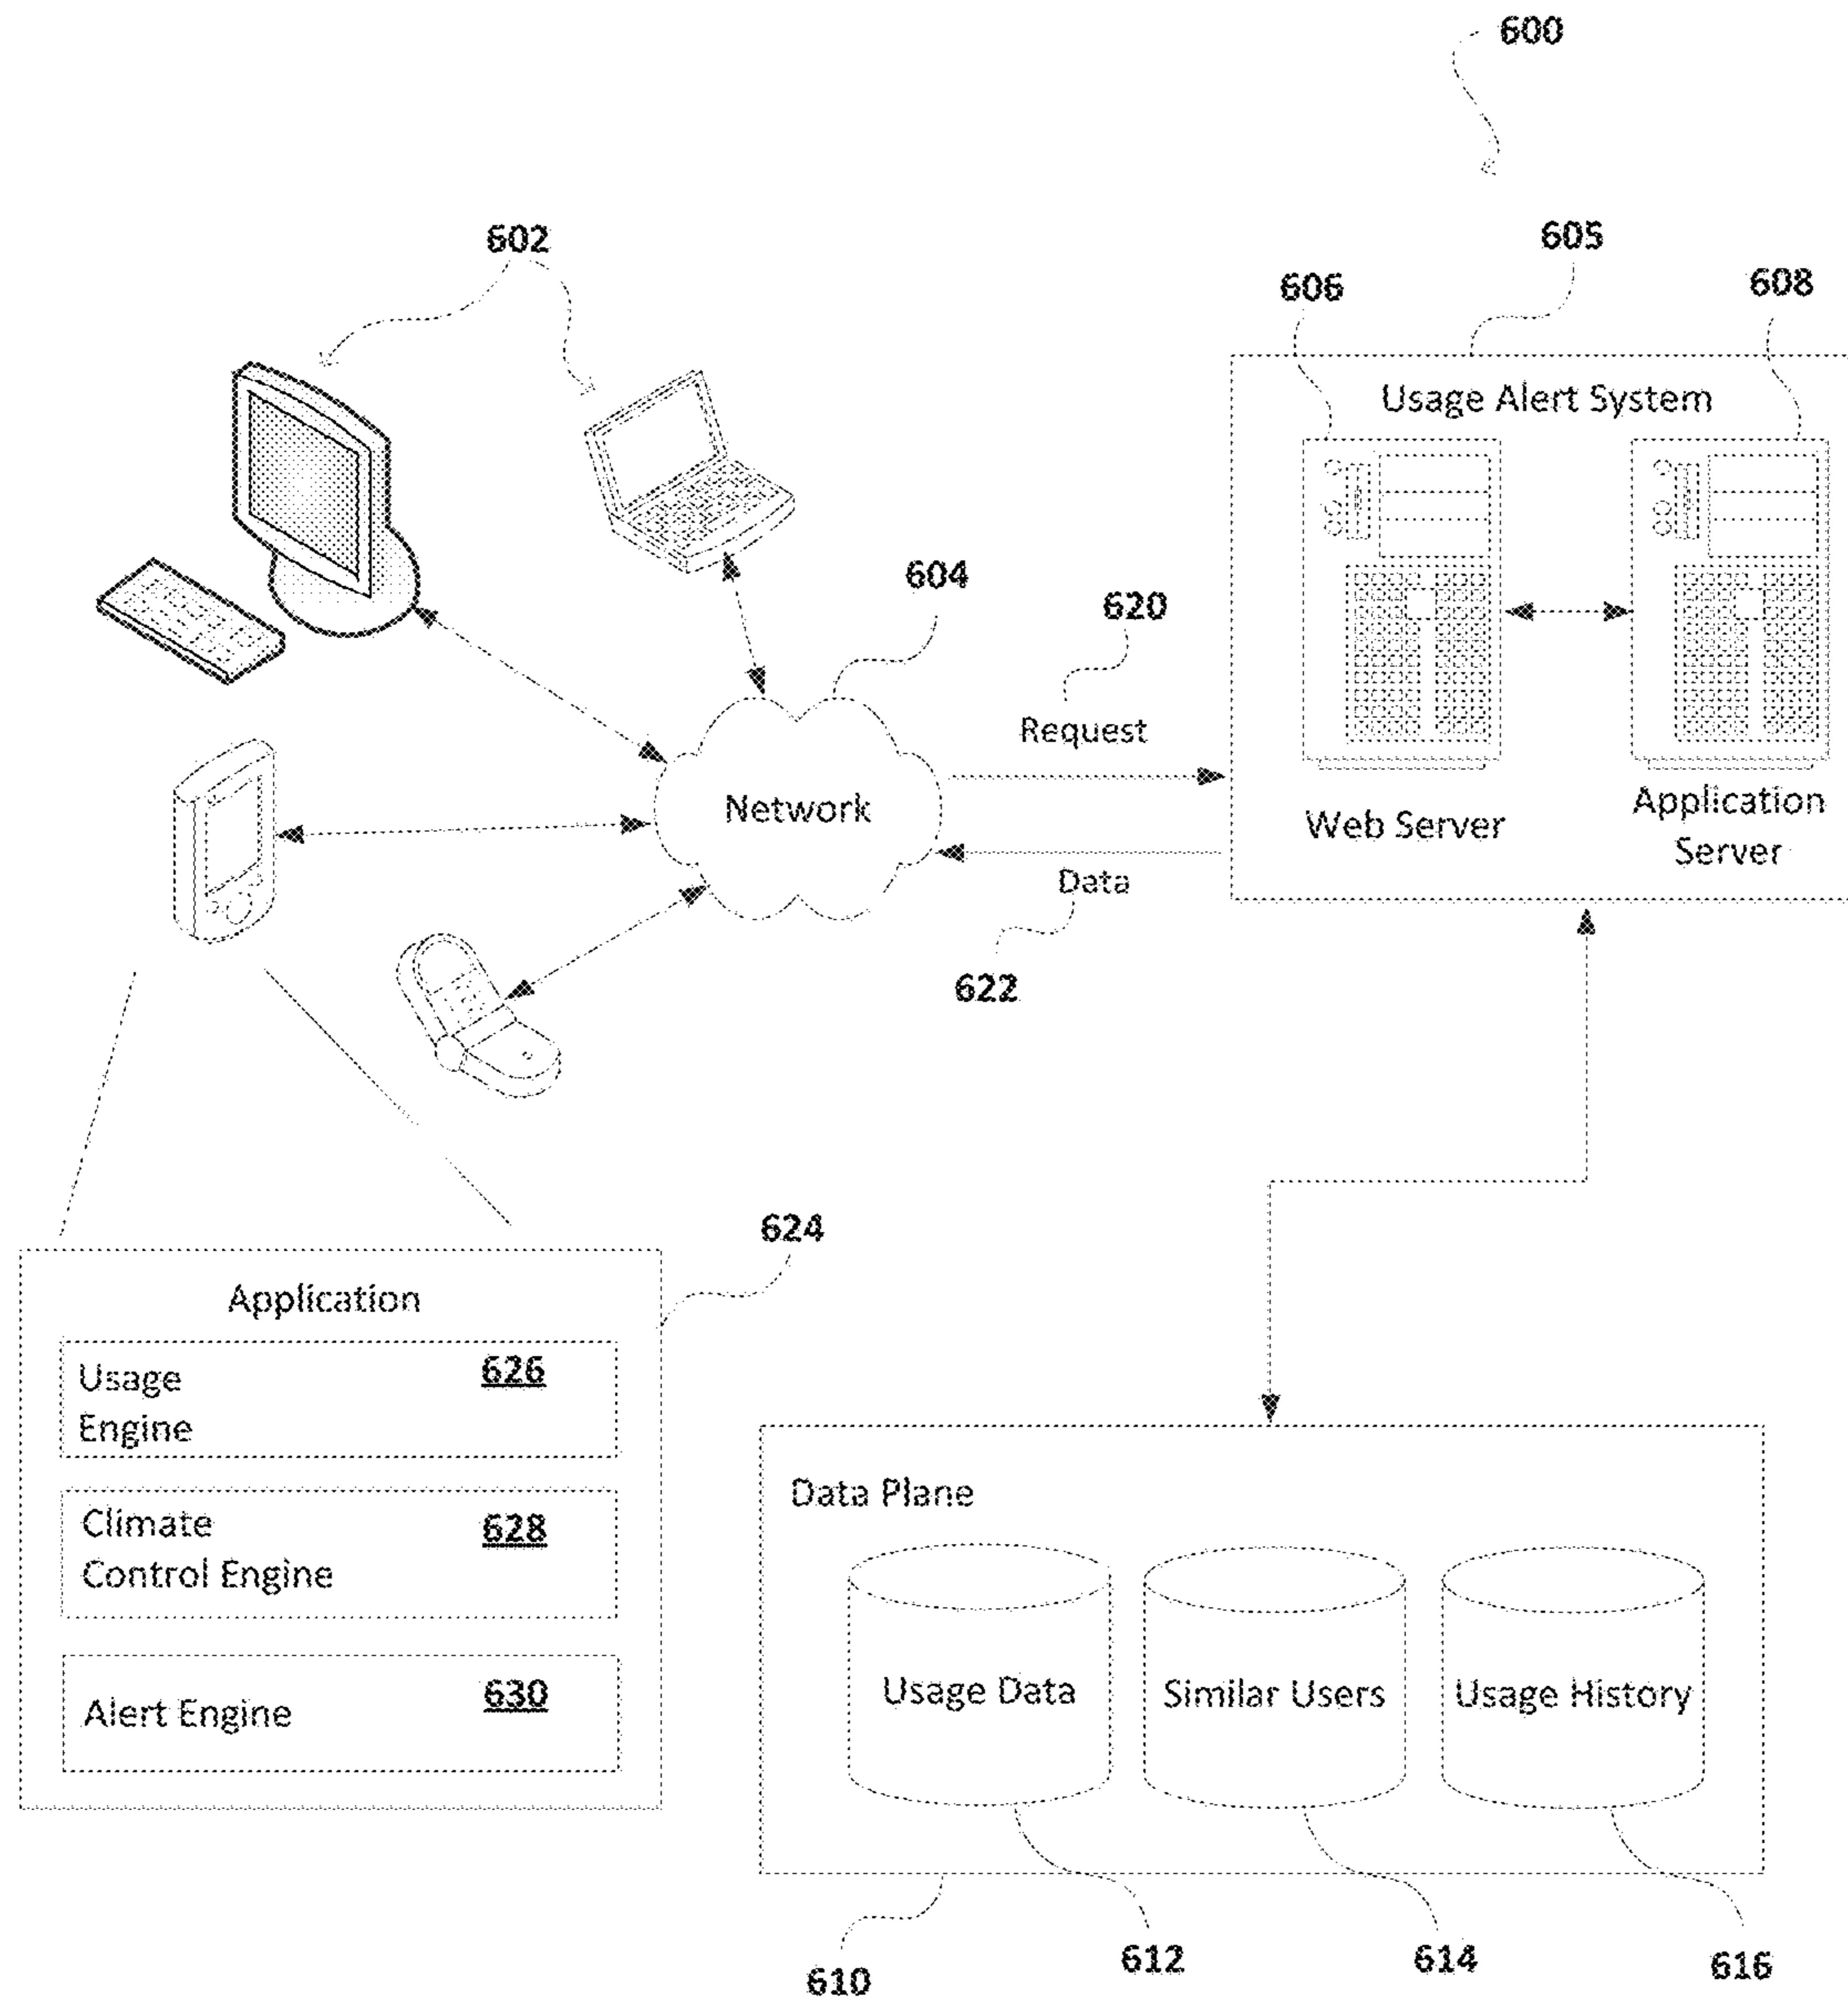 600
602
605
606
608
Usage Alert System
604
620
Request
Network
Web Server
Application
Server
Data
622
624
Application
Usage
Engine
626
Climate
Control Engine
628
Alert Engine
630
Data Plane
Usage Data
Similar Users
Usage History
610
612
614
616